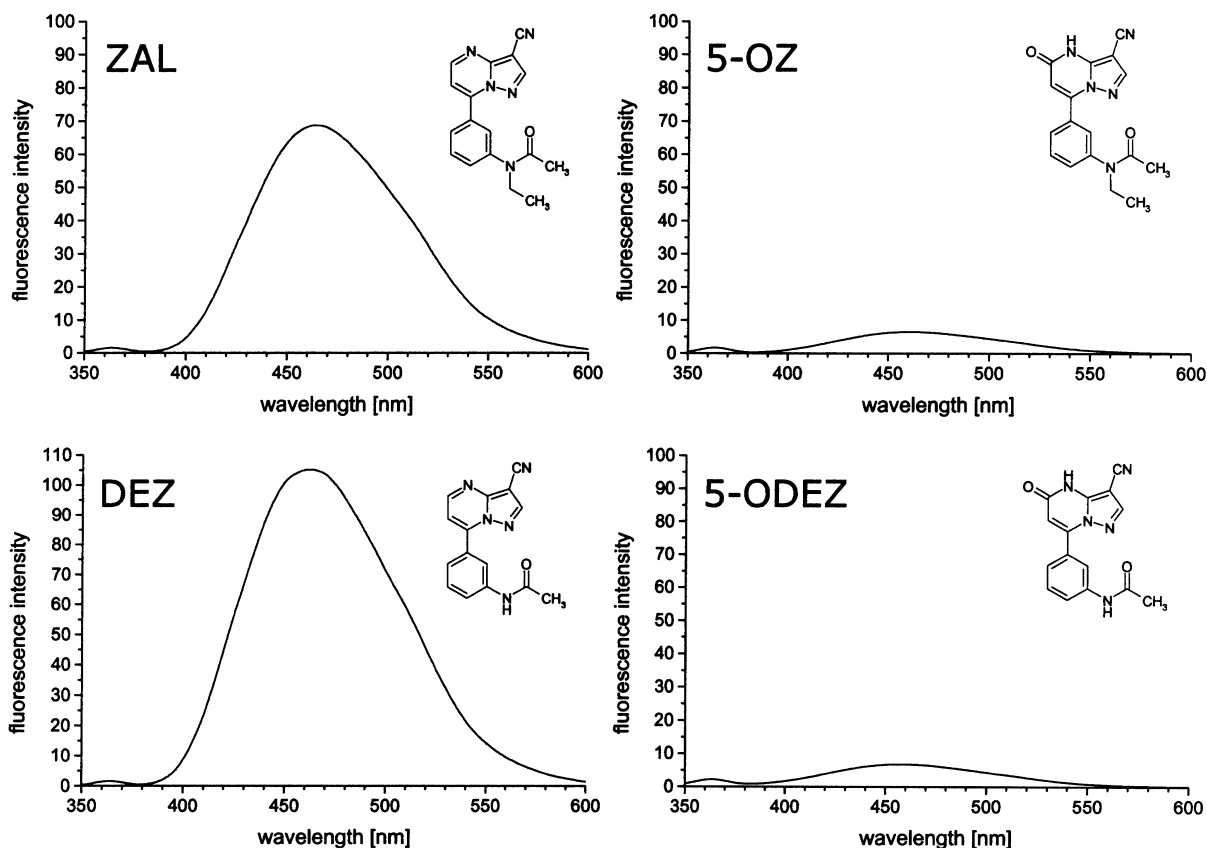 ZAL
fluorescence intensity
100
90
80
70
60
50
40
30
20
10
0
350
400
450
500
550
600
wavelength [nm]
CN
N
N
N
O
N
CH₃
CH₃
5-OZ
fluorescence intensity
100
90
80
70
60
50
40
30
20
10
0
350
400
450
500
550
600
wavelength [nm]
H
CN
O
N
N
N
O
N
CH₃
CH₃
DEZ
fluorescence intensity
110
100
90
80
70
60
50
40
30
20
10
0
350
400
450
500
550
600
wavelength [nm]
CN
N
N
N
O
N
H
CH₃
5-ODEZ
fluorescence intensity
100
90
80
70
60
50
40
30
20
10
0
350
400
450
500
550
600
wavelength [nm]
H
CN
O
N
N
N
O
N
H
CH₃